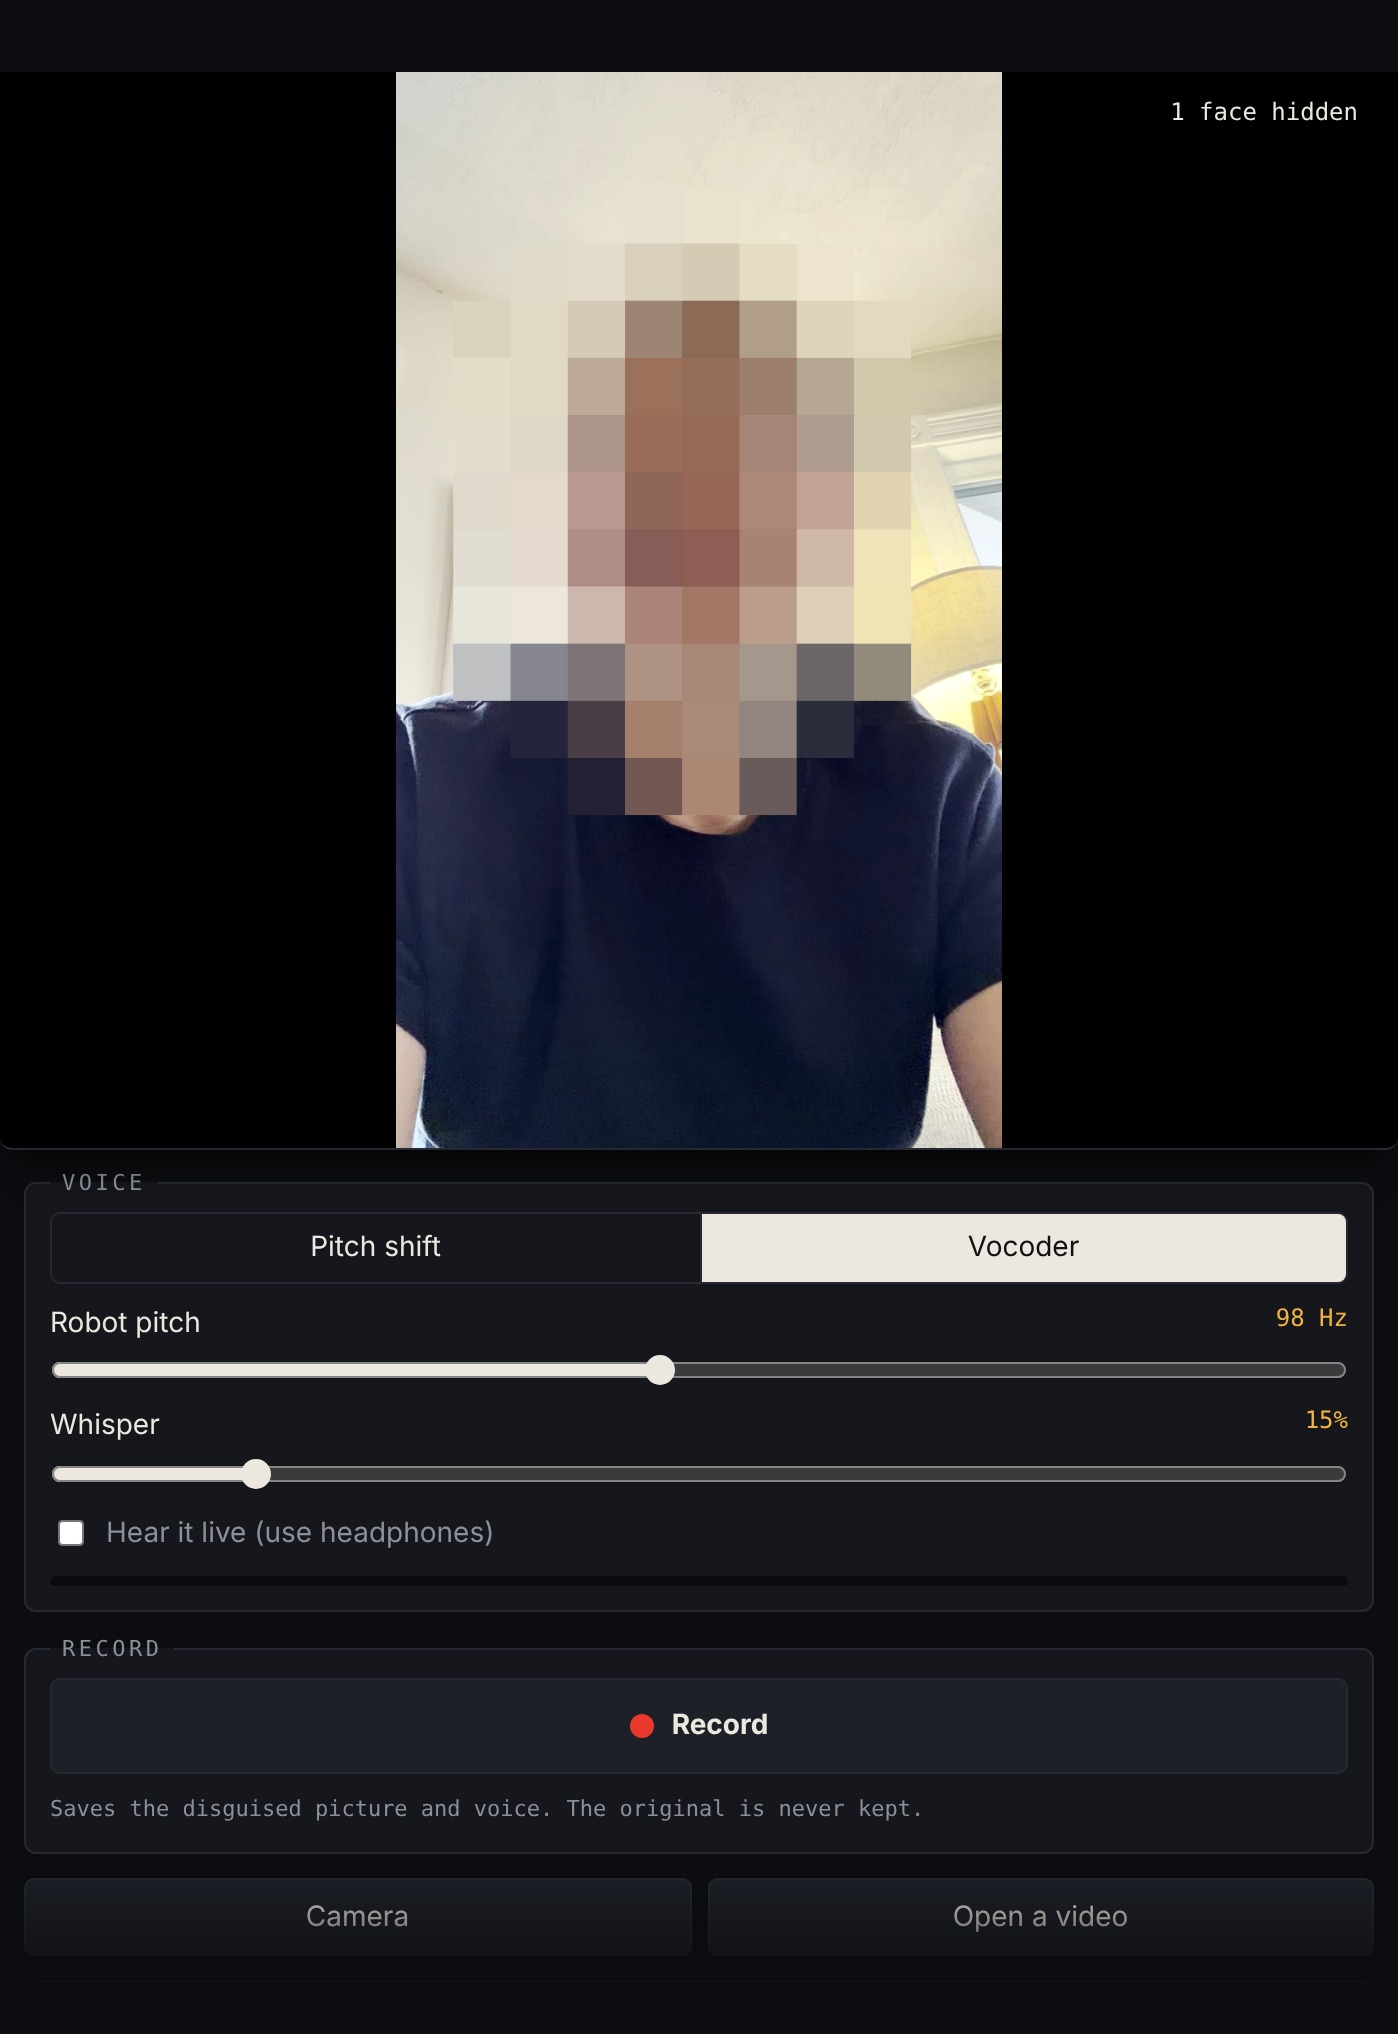 1 face hidden
VOICE
Pitch shift
Vocoder
Robot pitch
98 Hz
Whisper
15%
Hear it live (use headphones)
RECORD
Record
Saves the disguised picture and voice. The original is never kept.
Camera
Open a video